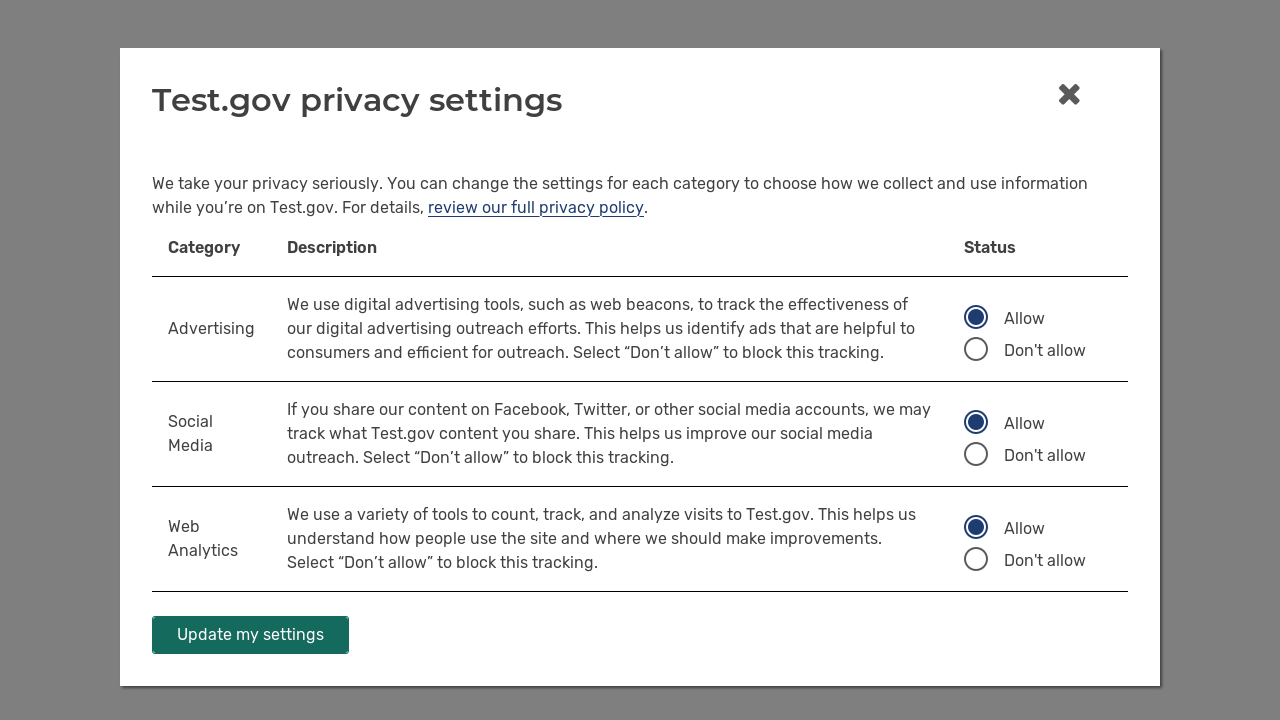 Test.gov privacy settings
We take your privacy seriously. You can change the settings for each category to choose how we collect and use information
while you’re on Test.gov. For details, review our full privacy policy.
Category Description Status
Advertising
We use digital advertising tools, such as web beacons, to track the effectiveness of
our digital advertising outreach efforts. This helps us identify ads that are helpful to
consumers and efficient for outreach. Select “Don’t allow” to block this tracking.
Allow
Don't allow
Social
Media
If you share our content on Facebook, Twitter, or other social media accounts, we may
track what Test.gov content you share. This helps us improve our social media
outreach. Select “Don’t allow” to block this tracking.
Allow
Don't allow
Web
Analytics
We use a variety of tools to count, track, and analyze visits to Test.gov. This helps us
understand how people use the site and where we should make improvements.
Select “Don’t allow” to block this tracking.
Allow
Don't allow
Update my settings